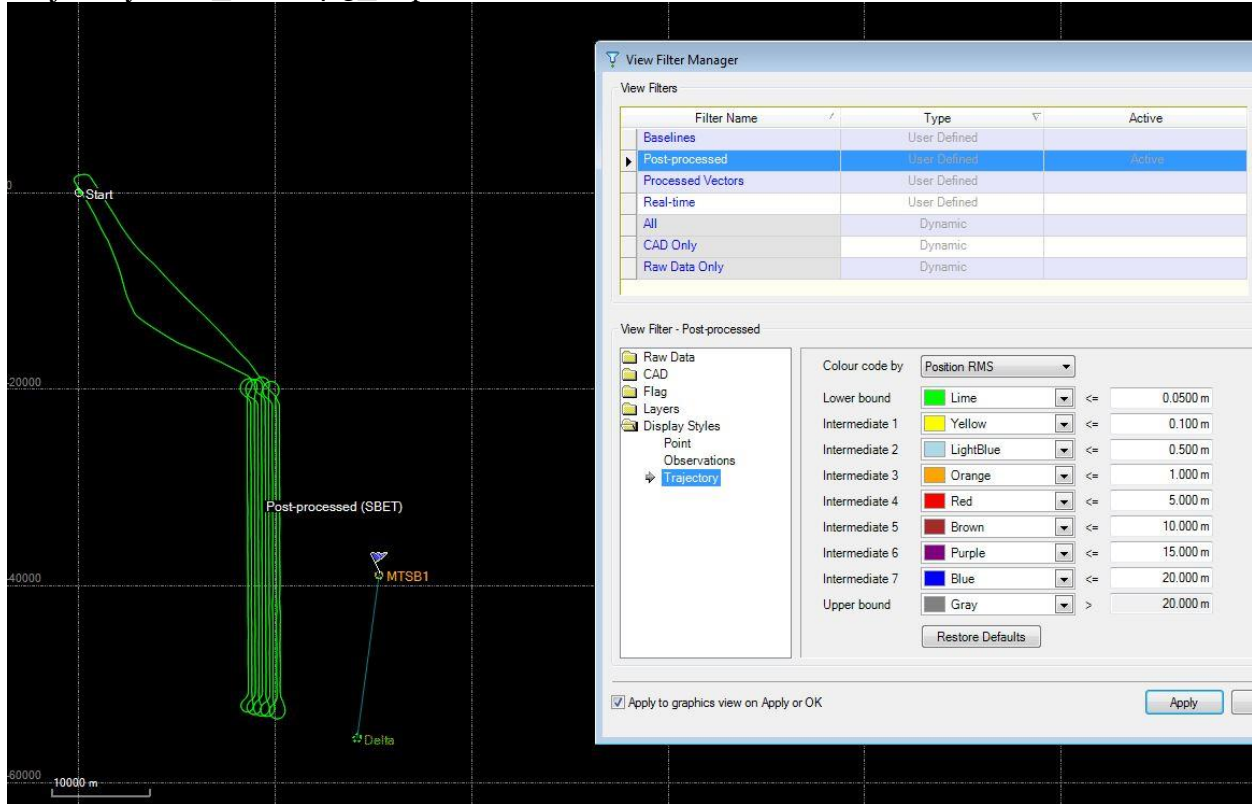 View Filter Manager
View Filters
Filter Name Type Active
Baselines User Defined
Post-processed User Defined Active
Processed Vectors User Defined
Real-time User Defined
All Dynamic
CAD Only Dynamic
Raw Data Only Dynamic
View Filter - Post-processed
Raw Data
CAD
Flag
Layers
Display Styles
Point
Observations
Trajectory
Colour code by Position RMS
Lower bound Lime <= 0.0500 m
Intermediate 1 Yellow <= 0.100 m
Intermediate 2 LightBlue <= 0.500 m
Intermediate 3 Orange <= 1.000 m
Intermediate 4 Red <= 5.000 m
Intermediate 5 Brown <= 10.000 m
Intermediate 6 Purple <= 15.000 m
Intermediate 7 Blue <= 20.000 m
Upper bound Gray > 20.000 m
Restore Defaults
Apply to graphics view on Apply or OK
Apply
0
Start
-20000
Post-processed (SBET)
-40000
MTSB1
Delta
-60000
10000 m